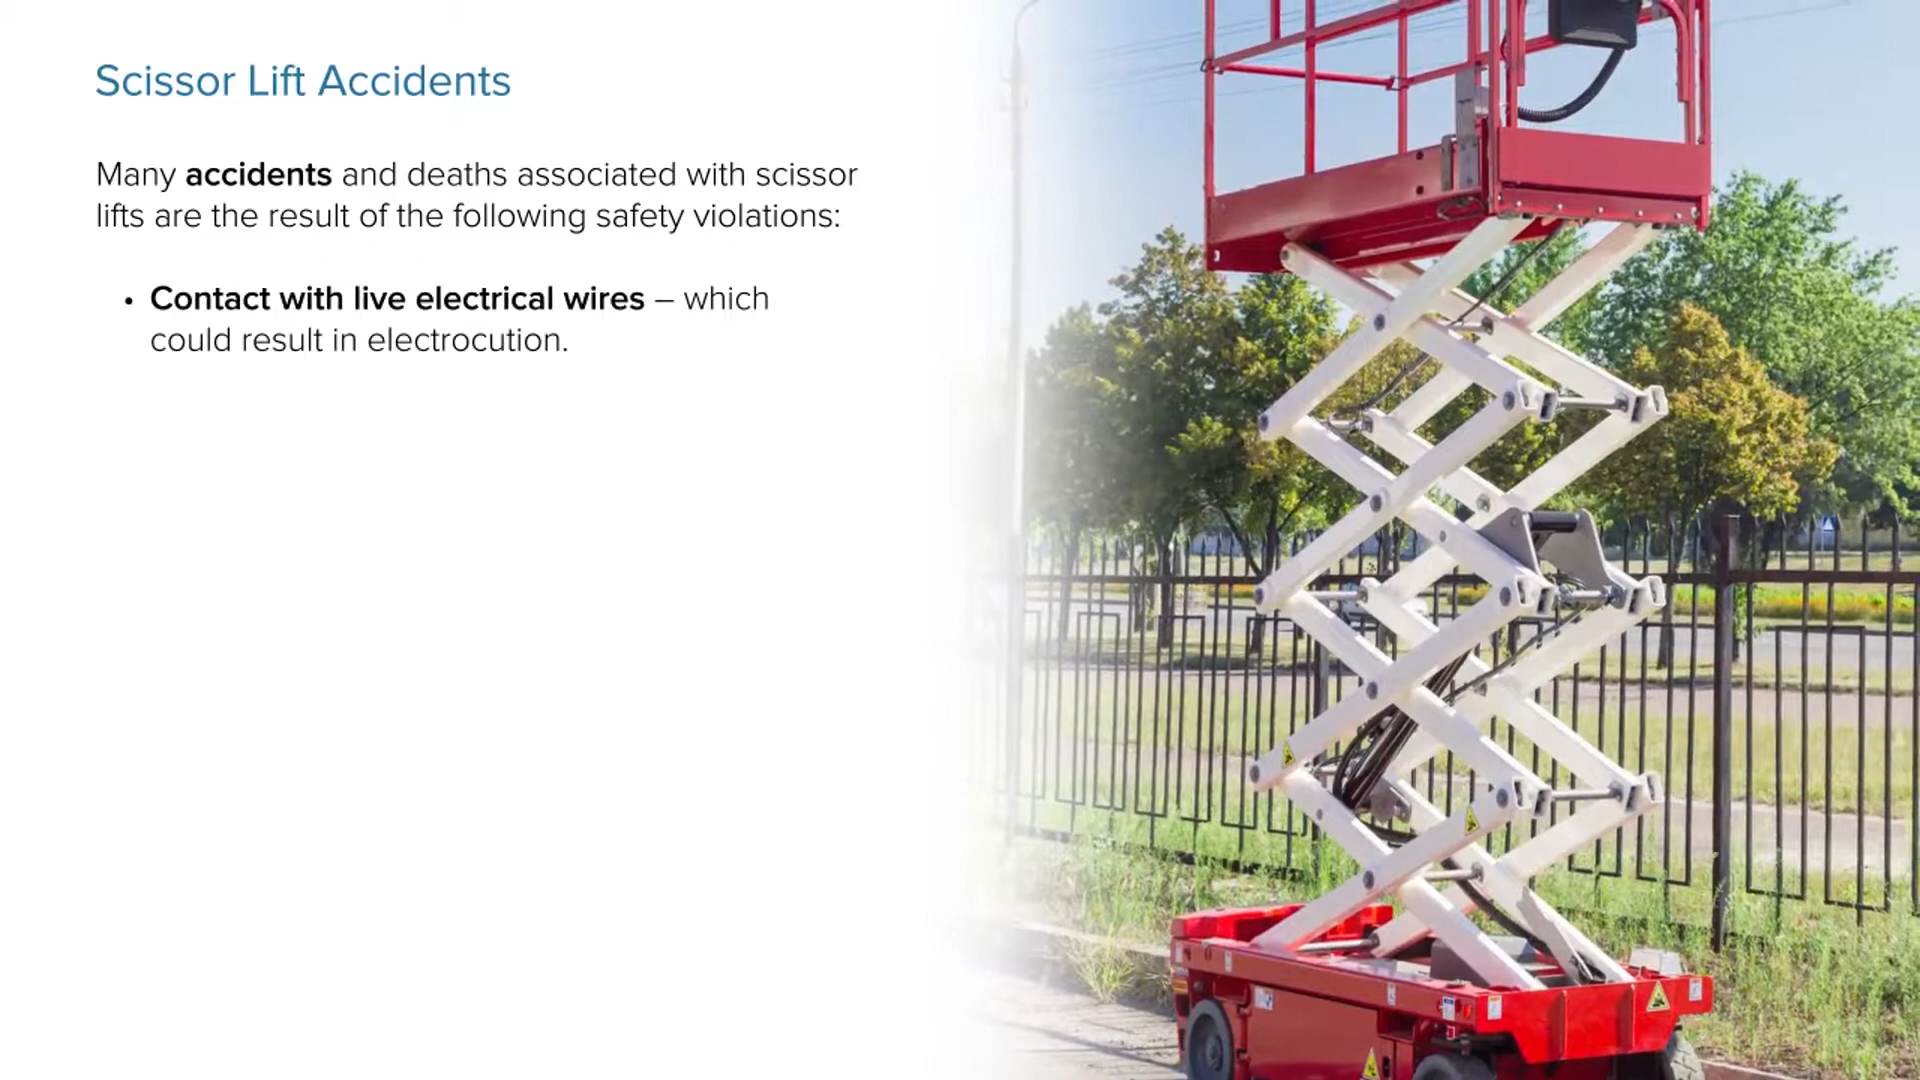 Scissor Lift Accidents
Many accidents and deaths associated with scissor
lifts are the result of the following safety violations:
• Contact with live electrical wires – which
could result in electrocution.